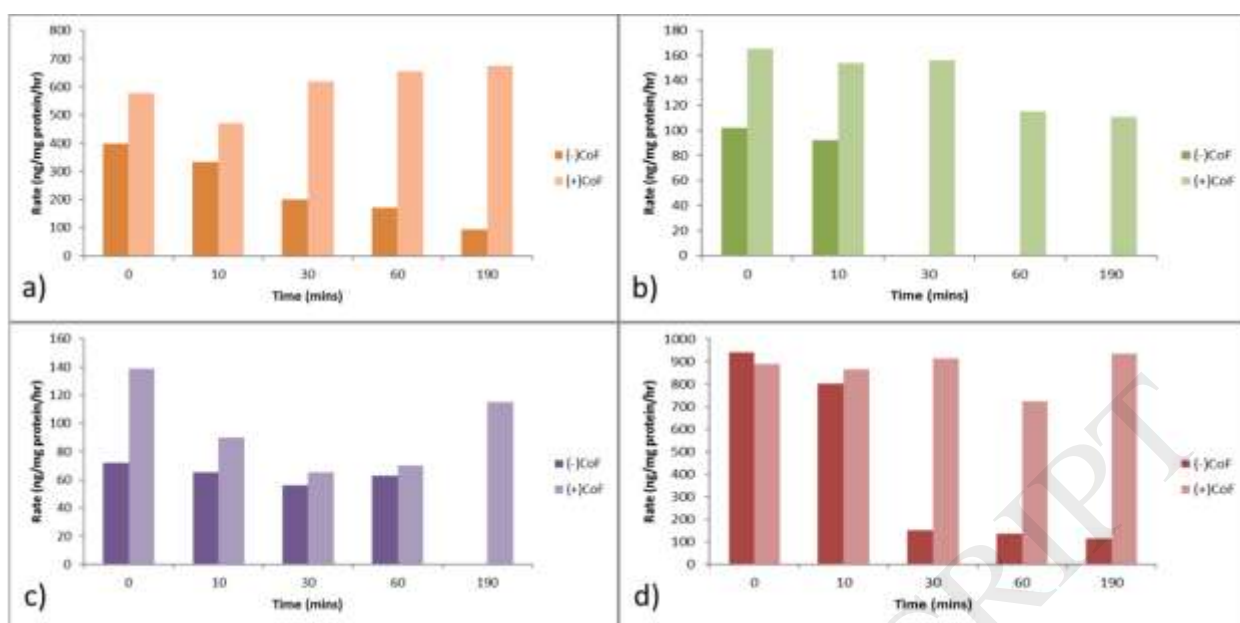 800
700
600
500
400
300
200
100
0
Rate (ng/mg protein/hr)
0 10 30 60 190
Time (mins)
(-)CoF
(+)CoF
a)
180
160
140
120
100
80
60
40
20
0
Rate (ng/mg protein/hr)
0 10 30 60 190
Time (mins)
(-)CoF
(+)CoF
b)
160
140
120
100
80
60
40
20
0
Rate (ng/mg protein/hr)
0 10 30 60 190
Time (mins)
(-)CoF
(+)CoF
c)
1000
900
800
700
600
500
400
300
200
100
0
Rate (ng/mg protein/hr)
0 10 30 60 190
Time (mins)
(-)CoF
(+)CoF
d)
RIPT